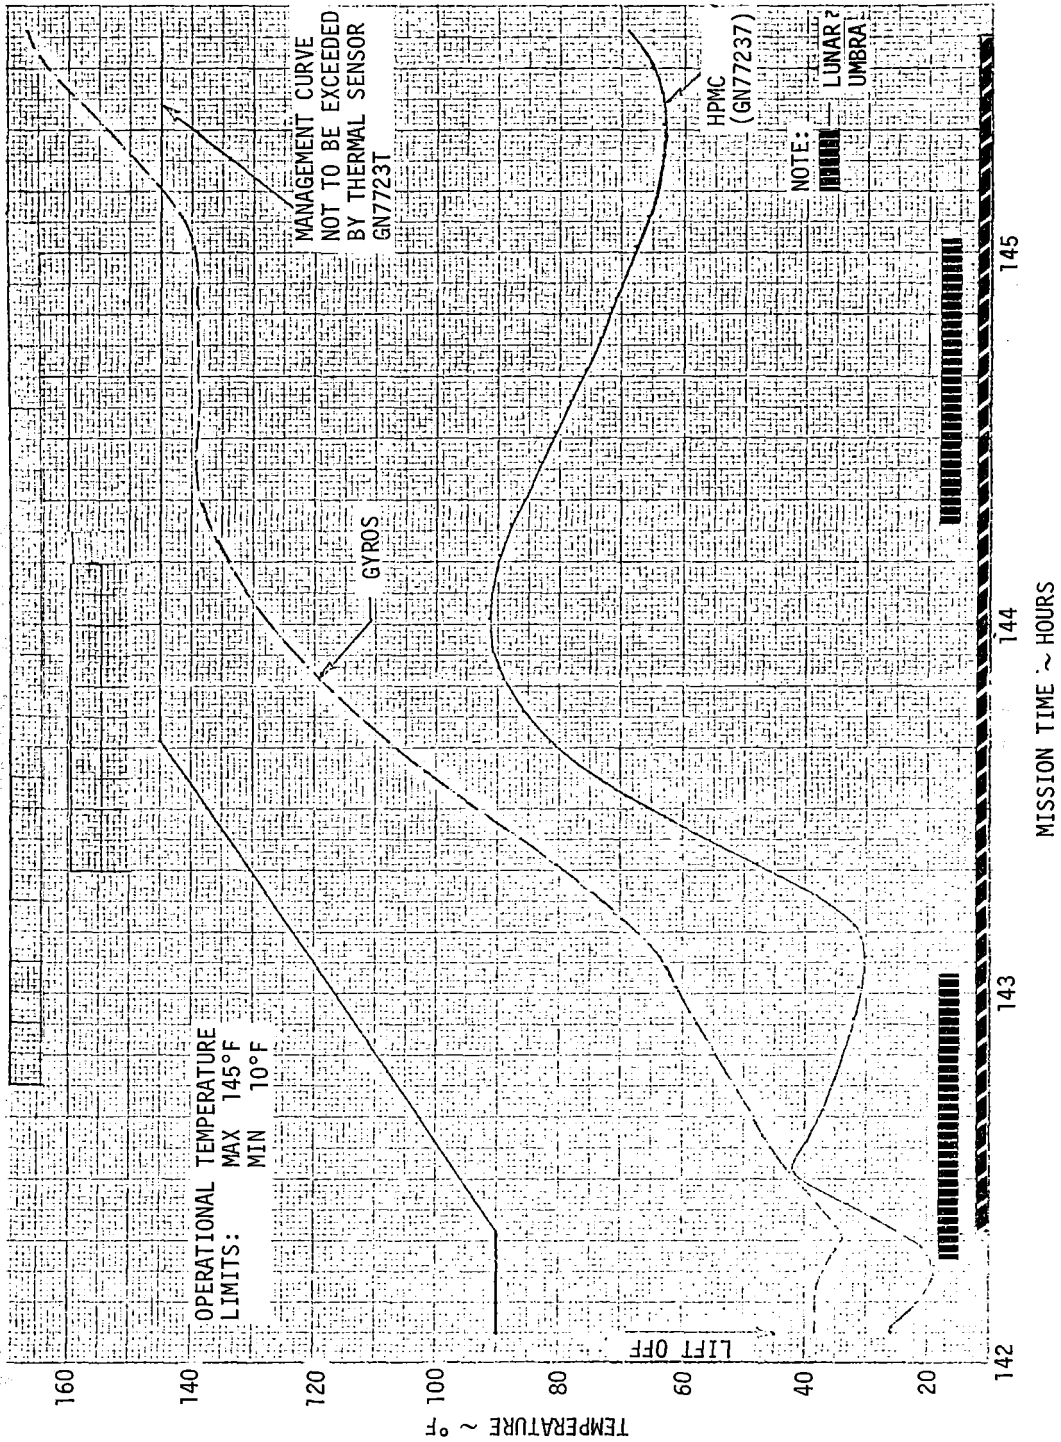 OPERATIONAL TEMPERATURE
LIMITS: MAX 145°F
MIN 10°F
MANAGEMENT CURVE
NOT TO BE EXCEEDED
BY THERMAL SENSOR
GN7723T
GYROS
HPMC
(GN77237)
NOTE:
LUNAR
UMBRA
LIFT OFF
TEMPERATURE ~ °F
160
140
120
100
80
60
40
20
142
143
144
145
MISSION TIME ~ HOURS